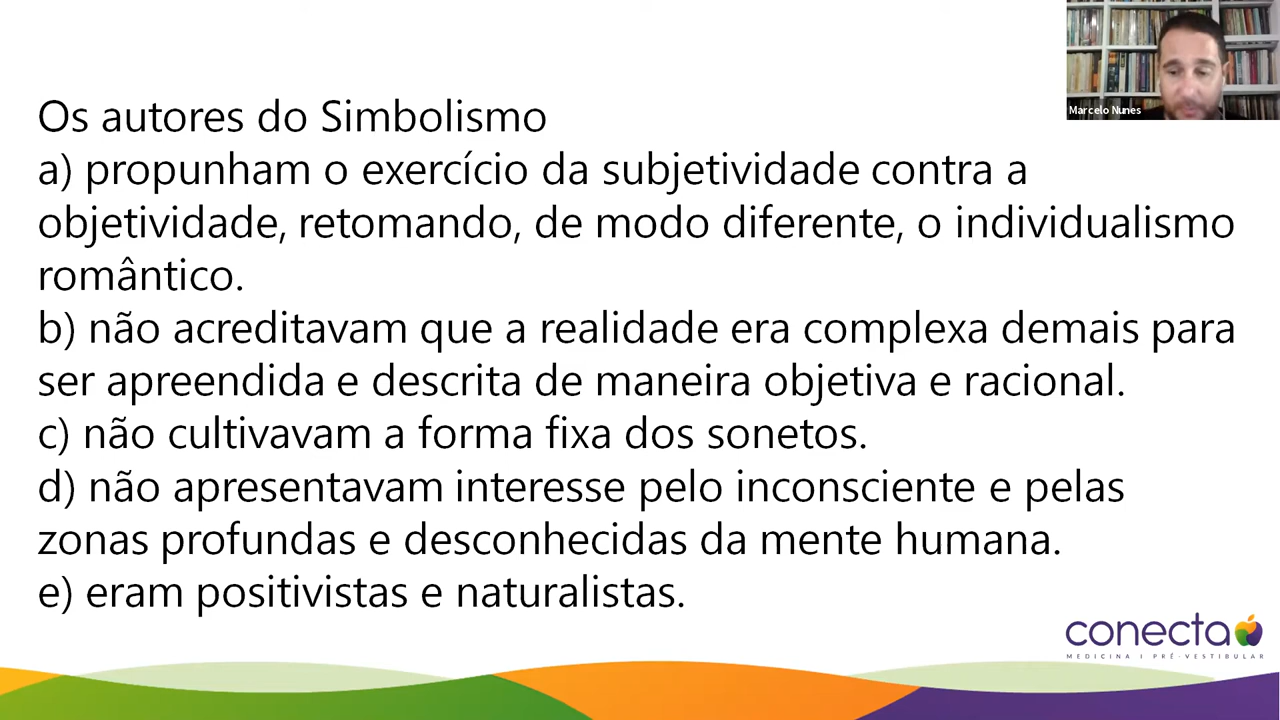 Marcelo Nunes
Os autores do Simbolismo
a) propunham o exercício da subjetividade contra a
objetividade, retomando, de modo diferente, o individualismo
romântico.
b) não acreditavam que a realidade era complexa demais para
ser apreendida e descrita de maneira objetiva e racional.
c) não cultivavam a forma fixa dos sonetos.
d) não apresentavam interesse pelo inconsciente e pelas
zonas profundas e desconhecidas da mente humana.
e) eram positivistas e naturalistas.
conecta
MEDICINA | PRÉ-VESTIBULAR